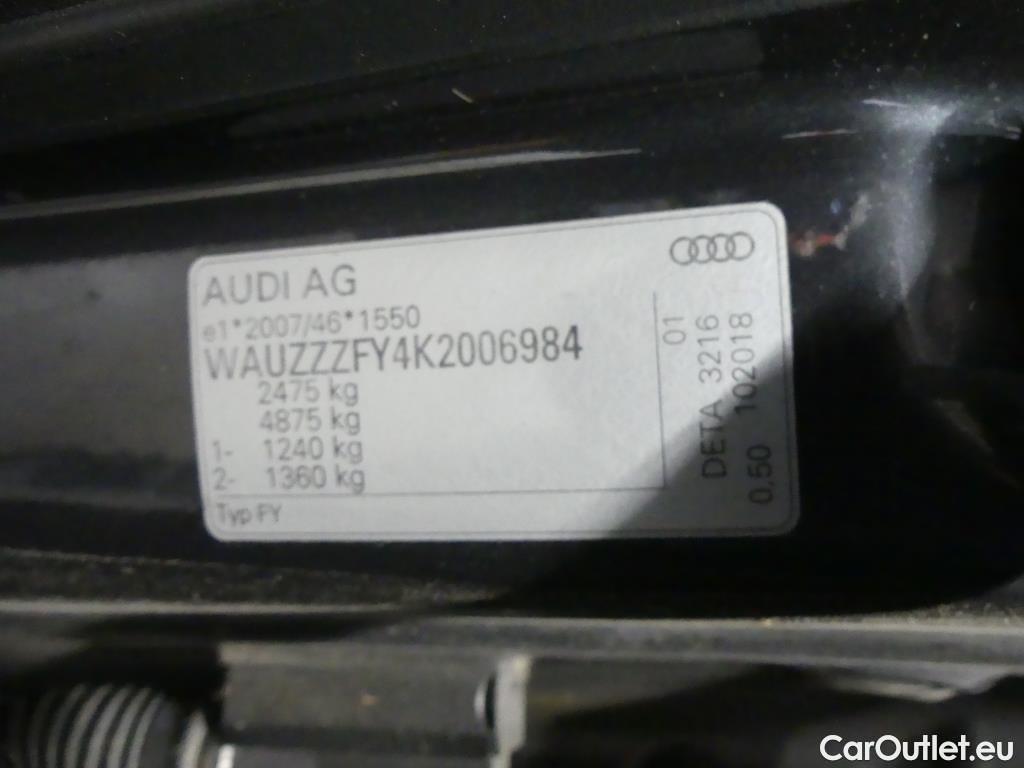 AUDI AG
e1*2007/46*1550
WAUZZZFY4K2006984
2475 kg
4875 kg
1- 1240 kg
2- 1360 kg
Typ FY
01
DETA 3216
0,50 102018
CarOutlet.eu